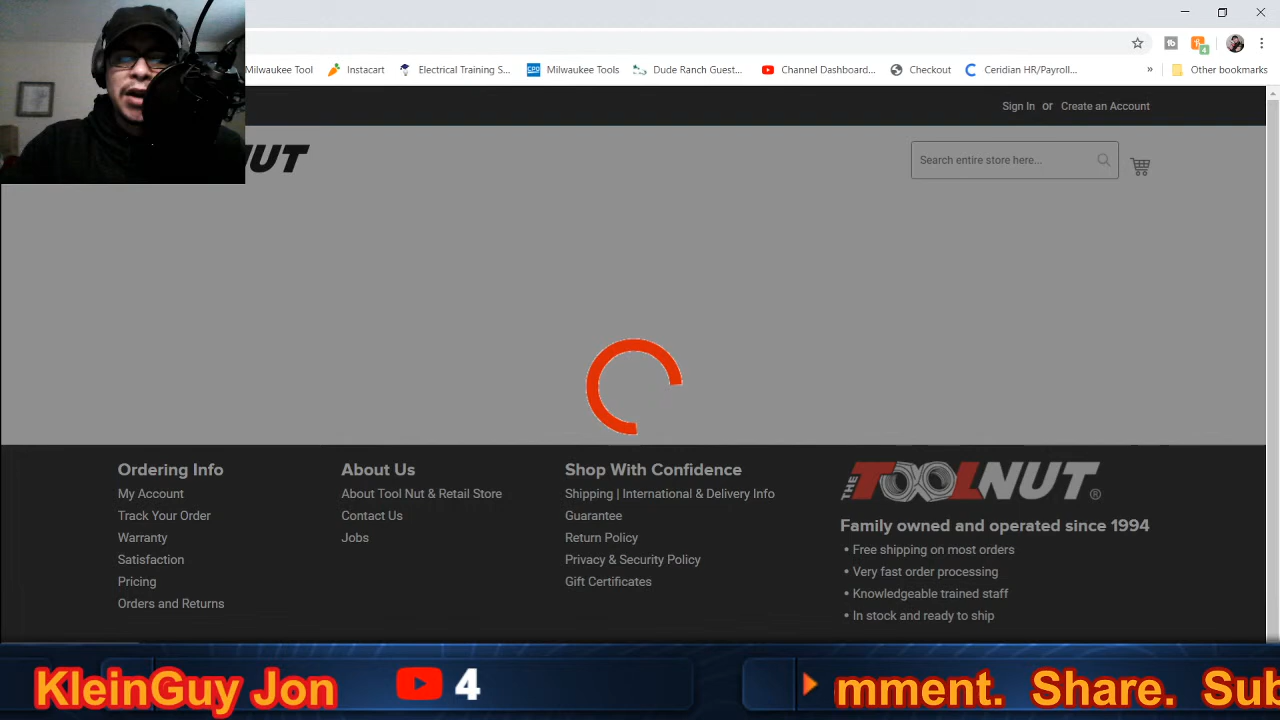 Milwaukee Tool
Instacart
Electrical Training S...
CPO
Milwaukee Tools
Dude Ranch Guest...
Channel Dashboard...
Checkout
Ceridian HR/Payroll...
»
Other bookmarks
4
Sign In or Create an Account
NUT
Search entire store here...
Ordering Info
My Account
Track Your Order
Warranty
Satisfaction
Pricing
Orders and Returns
About Us
About Tool Nut & Retail Store
Contact Us
Jobs
Shop With Confidence
Shipping | International & Delivery Info
Guarantee
Return Policy
Privacy & Security Policy
Gift Certificates
THE TOOLNUT®
Family owned and operated since 1994
• Free shipping on most orders
• Very fast order processing
• Knowledgeable trained staff
• In stock and ready to ship
KleinGuy Jon
4
mment. Share. Sub